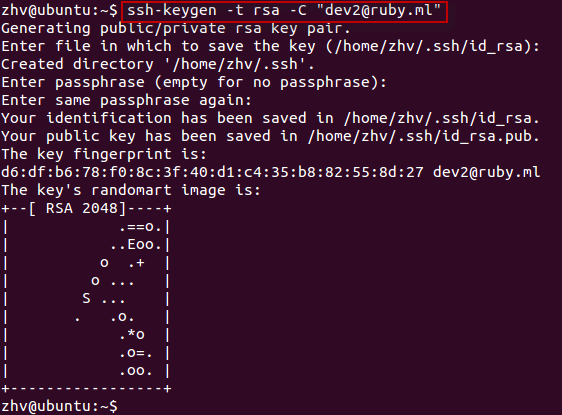 zhv@ubuntu:~$ ssh-keygen -t rsa -C "dev2@ruby.ml"
Generating public/private rsa key pair.
Enter file in which to save the key (/home/zhv/.ssh/id_rsa):
Created directory '/home/zhv/.ssh'.
Enter passphrase (empty for no passphrase):
Enter same passphrase again:
Your identification has been saved in /home/zhv/.ssh/id_rsa.
Your public key has been saved in /home/zhv/.ssh/id_rsa.pub.
The key fingerprint is:
d6:df:b6:78:f0:8c:3f:40:d1:c4:35:b8:82:55:8d:27 dev2@ruby.ml
The key's randomart image is:
+--[ RSA 2048]----+
|             .==o.|
|            ..Eoo.|
|           o  .+  |
|          o ...   |
|         S ...    |
|        .   .o.   |
|             .*o  |
|             .o=. |
|             .oo. |
+-----------------+
zhv@ubuntu:~$